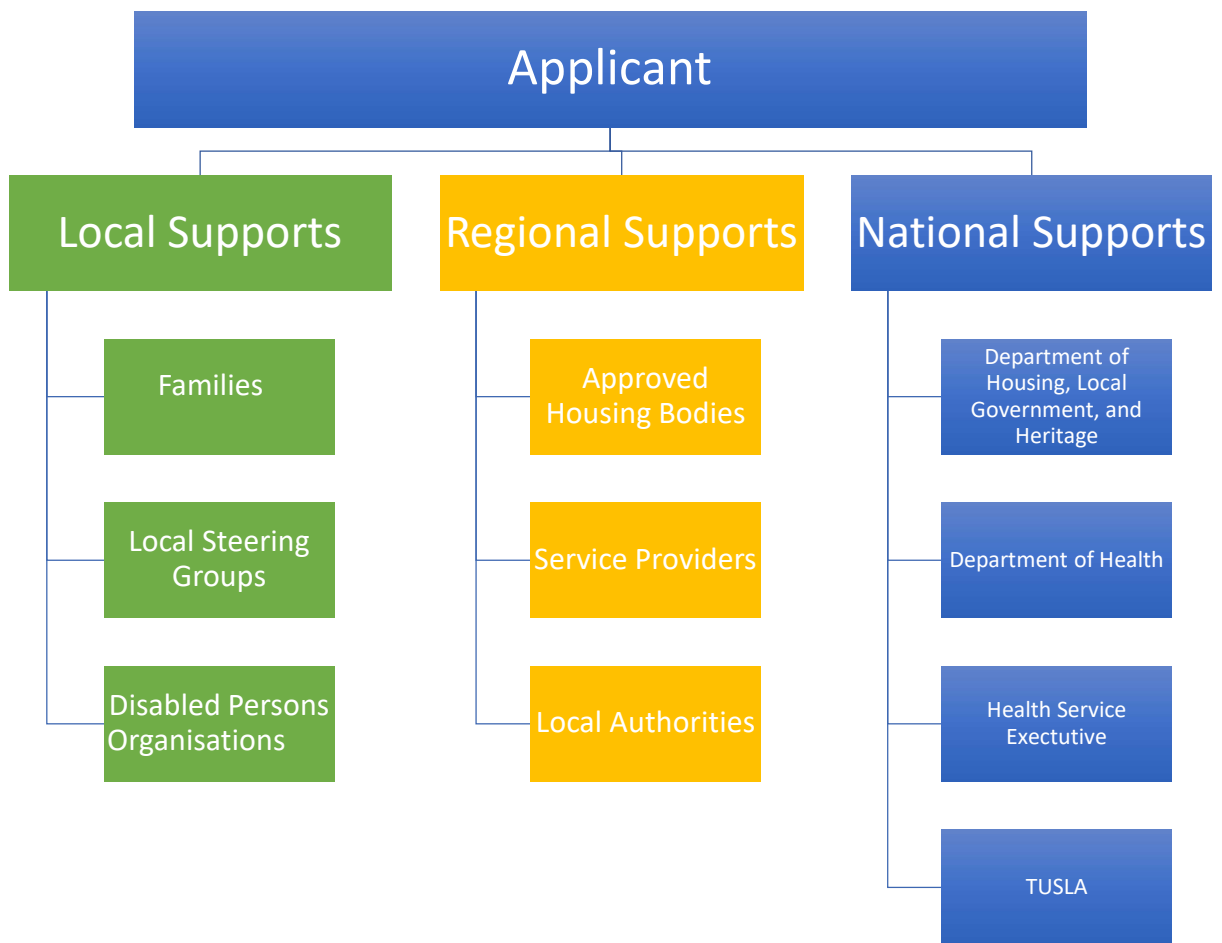 Applicant
Local Supports
Families
Local Steering
Groups
Disabled Persons
Organisations
Regional Supports
Approved
Housing Bodies
Service Providers
Local Authorities
National Supports
Department of
Housing, Local
Government, and
Heritage
Department of Health
Health Service
Exectutive
TUSLA